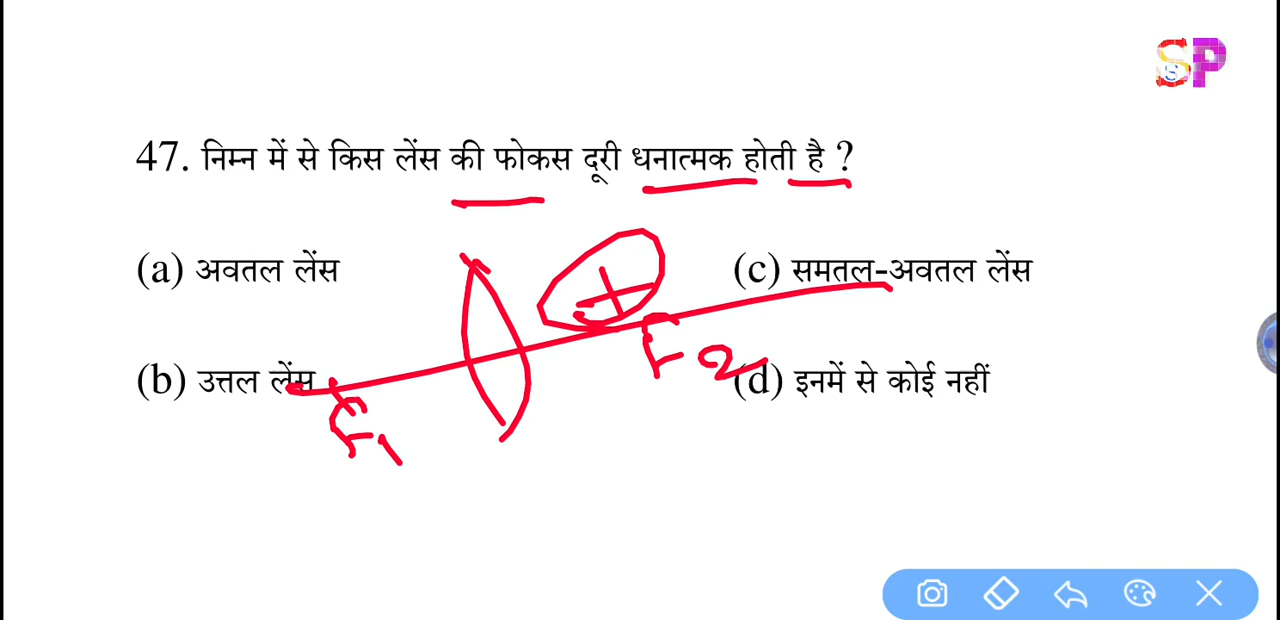 SP
S
47. निम्न में से किस लेंस की फोकस दूरी धनात्मक होती है ?
(a) अवतल लेंस
(c) समतल-अवतल लेंस
+
F2
(b) उत्तल लेंस
(d) इनमें से कोई नहीं
F1